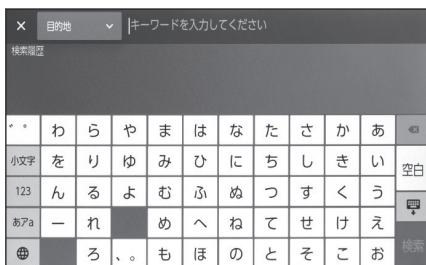 × 目的地 キーワードを入力してください
検索履歴
゛゜ わ ら や ま は な た さ か あ
小文字 を り ゆ み ひ に ち し き い 空白
123 ん る よ む ふ ぬ つ す く う
あアa ー れ め へ ね て せ け え
ろ 、。 も ほ の と そ こ お 検索